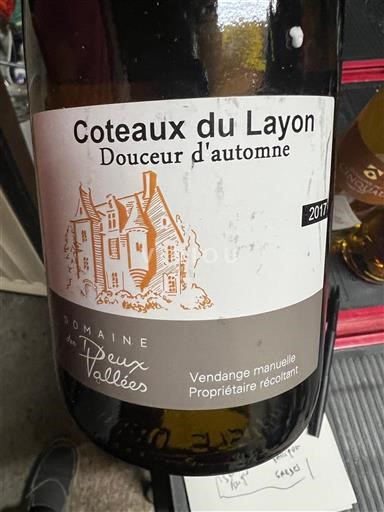 Coteaux du Layon
Douceur d'automne
2017
DOMAINE
des Deux
Vallées
Vendange manuelle
Propriétaire récoltant